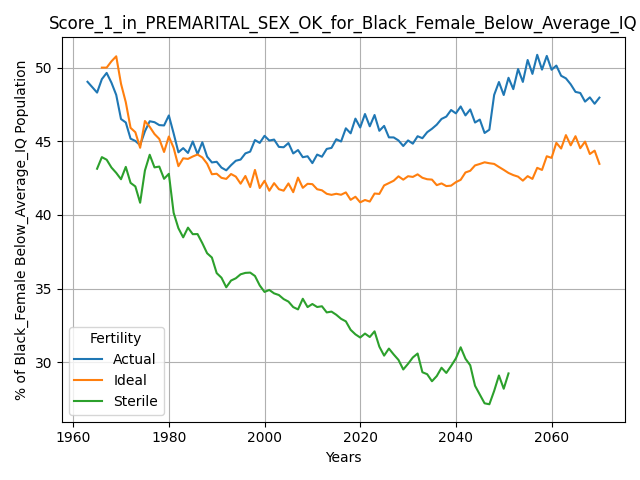 Score_1_in_PREMARITAL_SEX_OK_for_Black_Female_Below_Average_IQ
% of Black_Female Below_Average_IQ Population
50
45
40
35
30
Fertility
Actual
Ideal
Sterile
1960 1980 2000 2020 2040 2060
Years